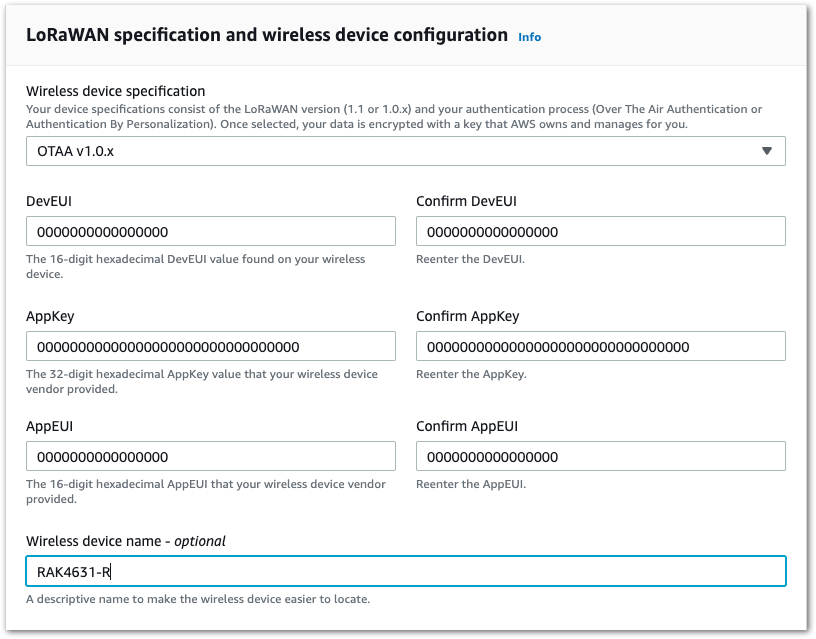 LoRaWAN specification and wireless device configuration Info
Wireless device specification
Your device specifications consist of the LoRaWAN version (1.1 or 1.0.x) and your authentication process (Over The Air Authentication or
Authentication By Personalization). Once selected, your data is encrypted with a key that AWS owns and manages for you.
OTAA v1.0.x
DevEUI
Confirm DevEUI
0000000000000000
0000000000000000
The 16-digit hexadecimal DevEUI value found on your wireless
device.
Reenter the DevEUI.
AppKey
Confirm AppKey
00000000000000000000000000000000
00000000000000000000000000000000
The 32-digit hexadecimal AppKey value that your wireless device
vendor provided.
Reenter the AppKey.
AppEUI
Confirm AppEUI
0000000000000000
0000000000000000
The 16-digit hexadecimal AppEUI that your wireless device vendor
provided.
Reenter the AppEUI.
Wireless device name - optional
RAK4631-R
A descriptive name to make the wireless device easier to locate.